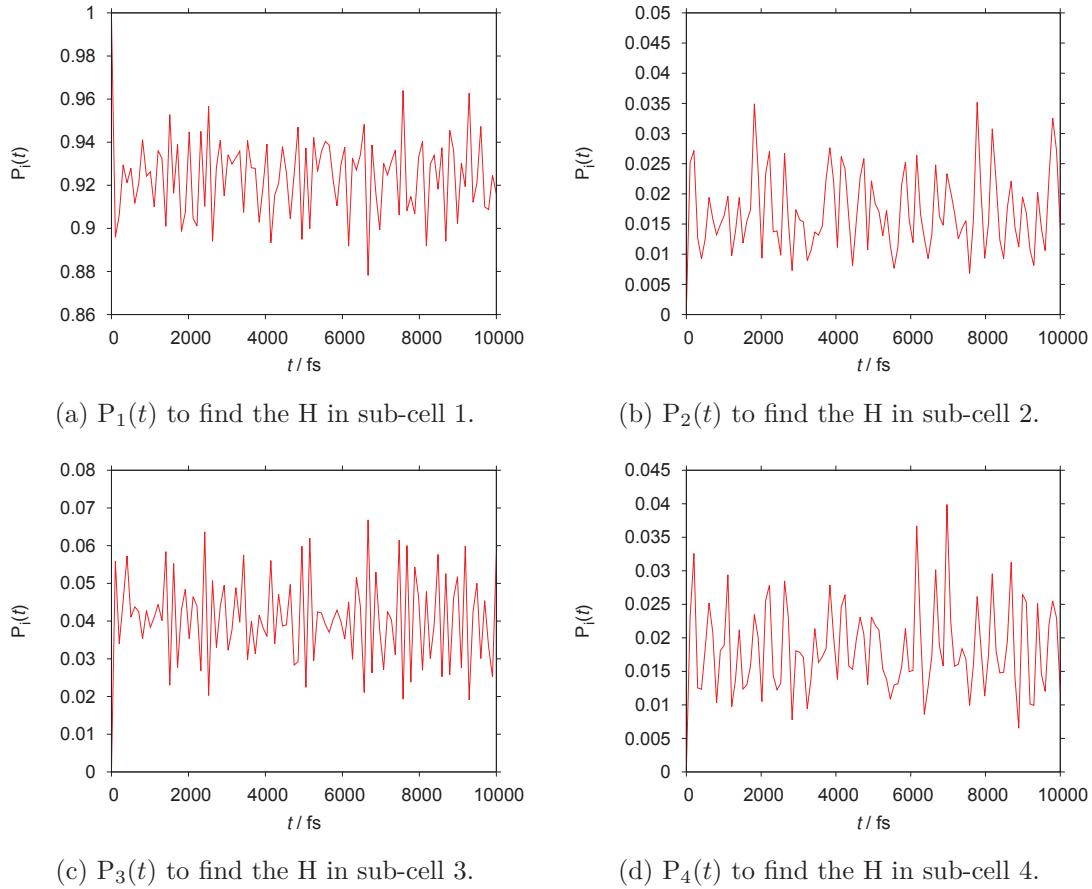 1
0.98
0.96
0.94
0.92
0.9
0.88
0.86
Pi(t)
0 2000 4000 6000 8000 10000
t / fs
(a) P1(t) to find the H in sub-cell 1.
0.05
0.045
0.04
0.035
0.03
0.025
0.02
0.015
0.01
0.005
0
Pi(t)
0 2000 4000 6000 8000 10000
t / fs
(b) P2(t) to find the H in sub-cell 2.
0.08
0.07
0.06
0.05
0.04
0.03
0.02
0.01
0
Pi(t)
0 2000 4000 6000 8000 10000
t / fs
(c) P3(t) to find the H in sub-cell 3.
0.045
0.04
0.035
0.03
0.025
0.02
0.015
0.01
0.005
0
Pi(t)
0 2000 4000 6000 8000 10000
t / fs
(d) P4(t) to find the H in sub-cell 4.